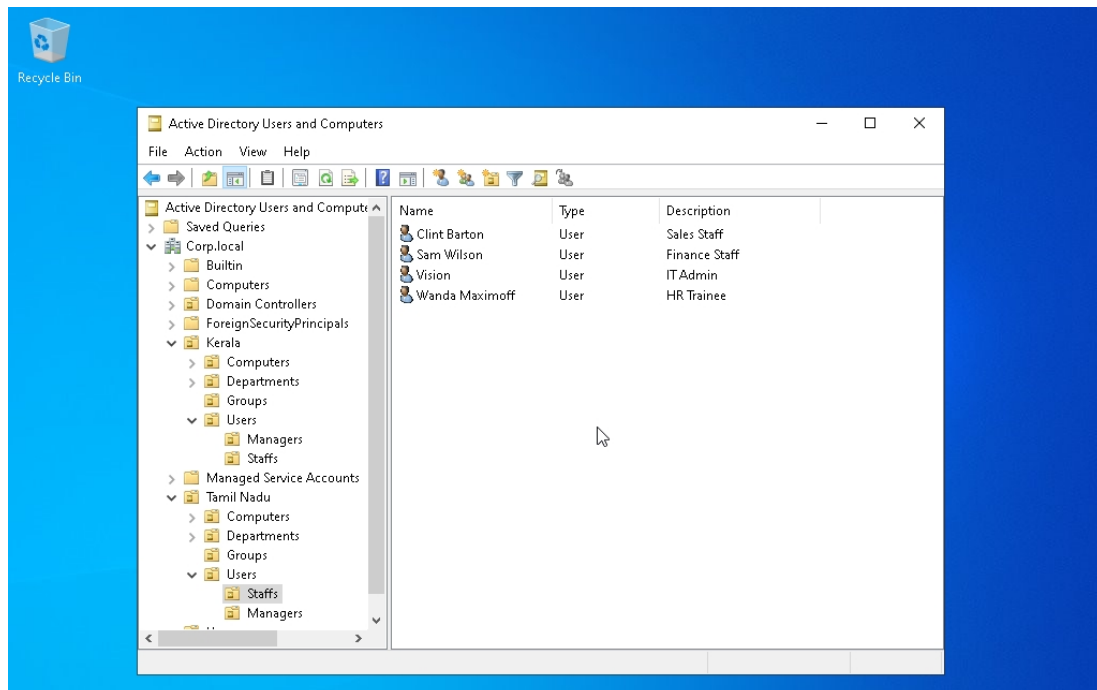 Recycle Bin
Active Directory Users and Computers
File Action View Help
Active Directory Users and Compute
Saved Queries
Corp.local
Builtin
Computers
Domain Controllers
ForeignSecurityPrincipals
Kerala
Computers
Departments
Groups
Users
Managers
Staffs
Managed Service Accounts
Tamil Nadu
Computers
Departments
Groups
Users
Staffs
Managers
Name Type Description
Clint Barton User Sales Staff
Sam Wilson User Finance Staff
Vision User IT Admin
Wanda Maximoff User HR Trainee